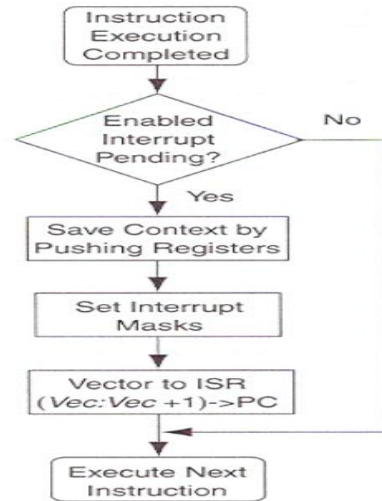 Instruction
Execution
Completed
Enabled
Interrupt
Pending?
No
Yes
Save Context by
Pushing Registers
Set Interrupt
Masks
Vector to ISR
(Vec:Vec +1)->PC
Execute Next
Instruction